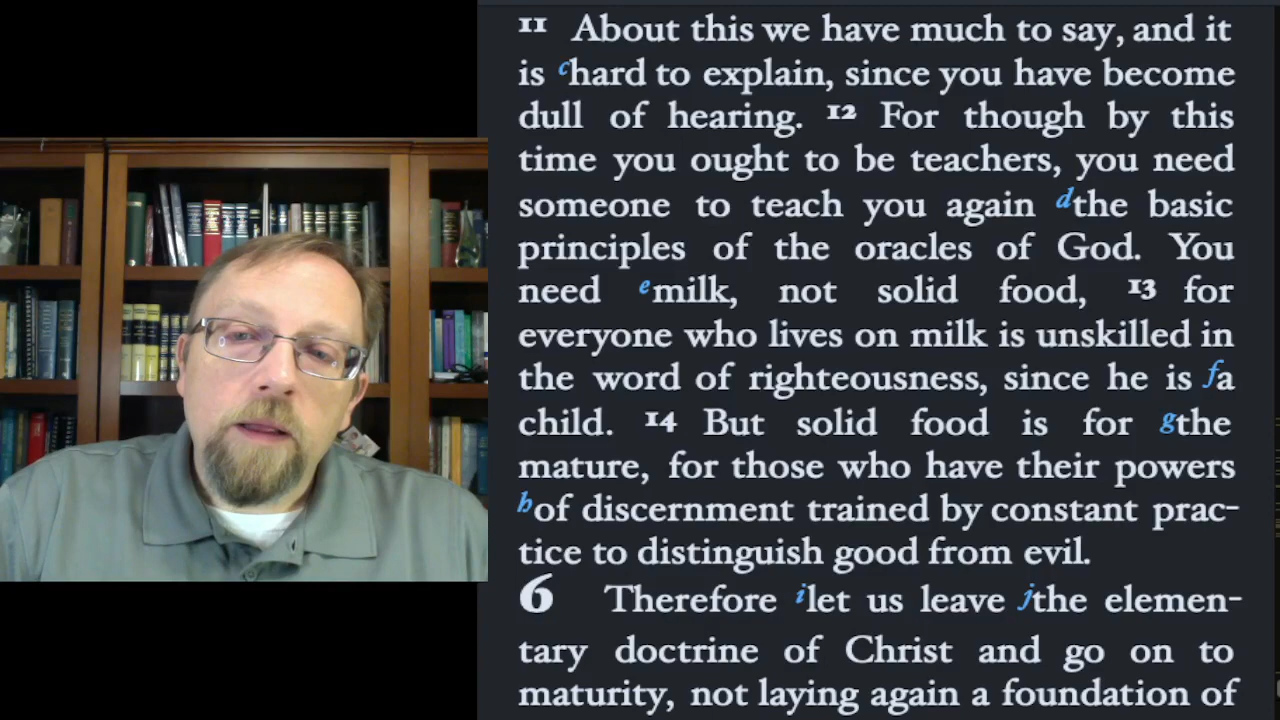 11 About this we have much to say, and it
is chard to explain, since you have become
dull of hearing. 12 For though by this
time you ought to be teachers, you need
someone to teach you again dthe basic
principles of the oracles of God. You
need emilk, not solid food, 13 for
everyone who lives on milk is unskilled in
the word of righteousness, since he is fa
child. 14 But solid food is for gthe
mature, for those who have their powers
hof discernment trained by constant prac-
tice to distinguish good from evil.
6 Therefore ilet us leave jthe elemen-
tary doctrine of Christ and go on to
maturity, not laying again a foundation of